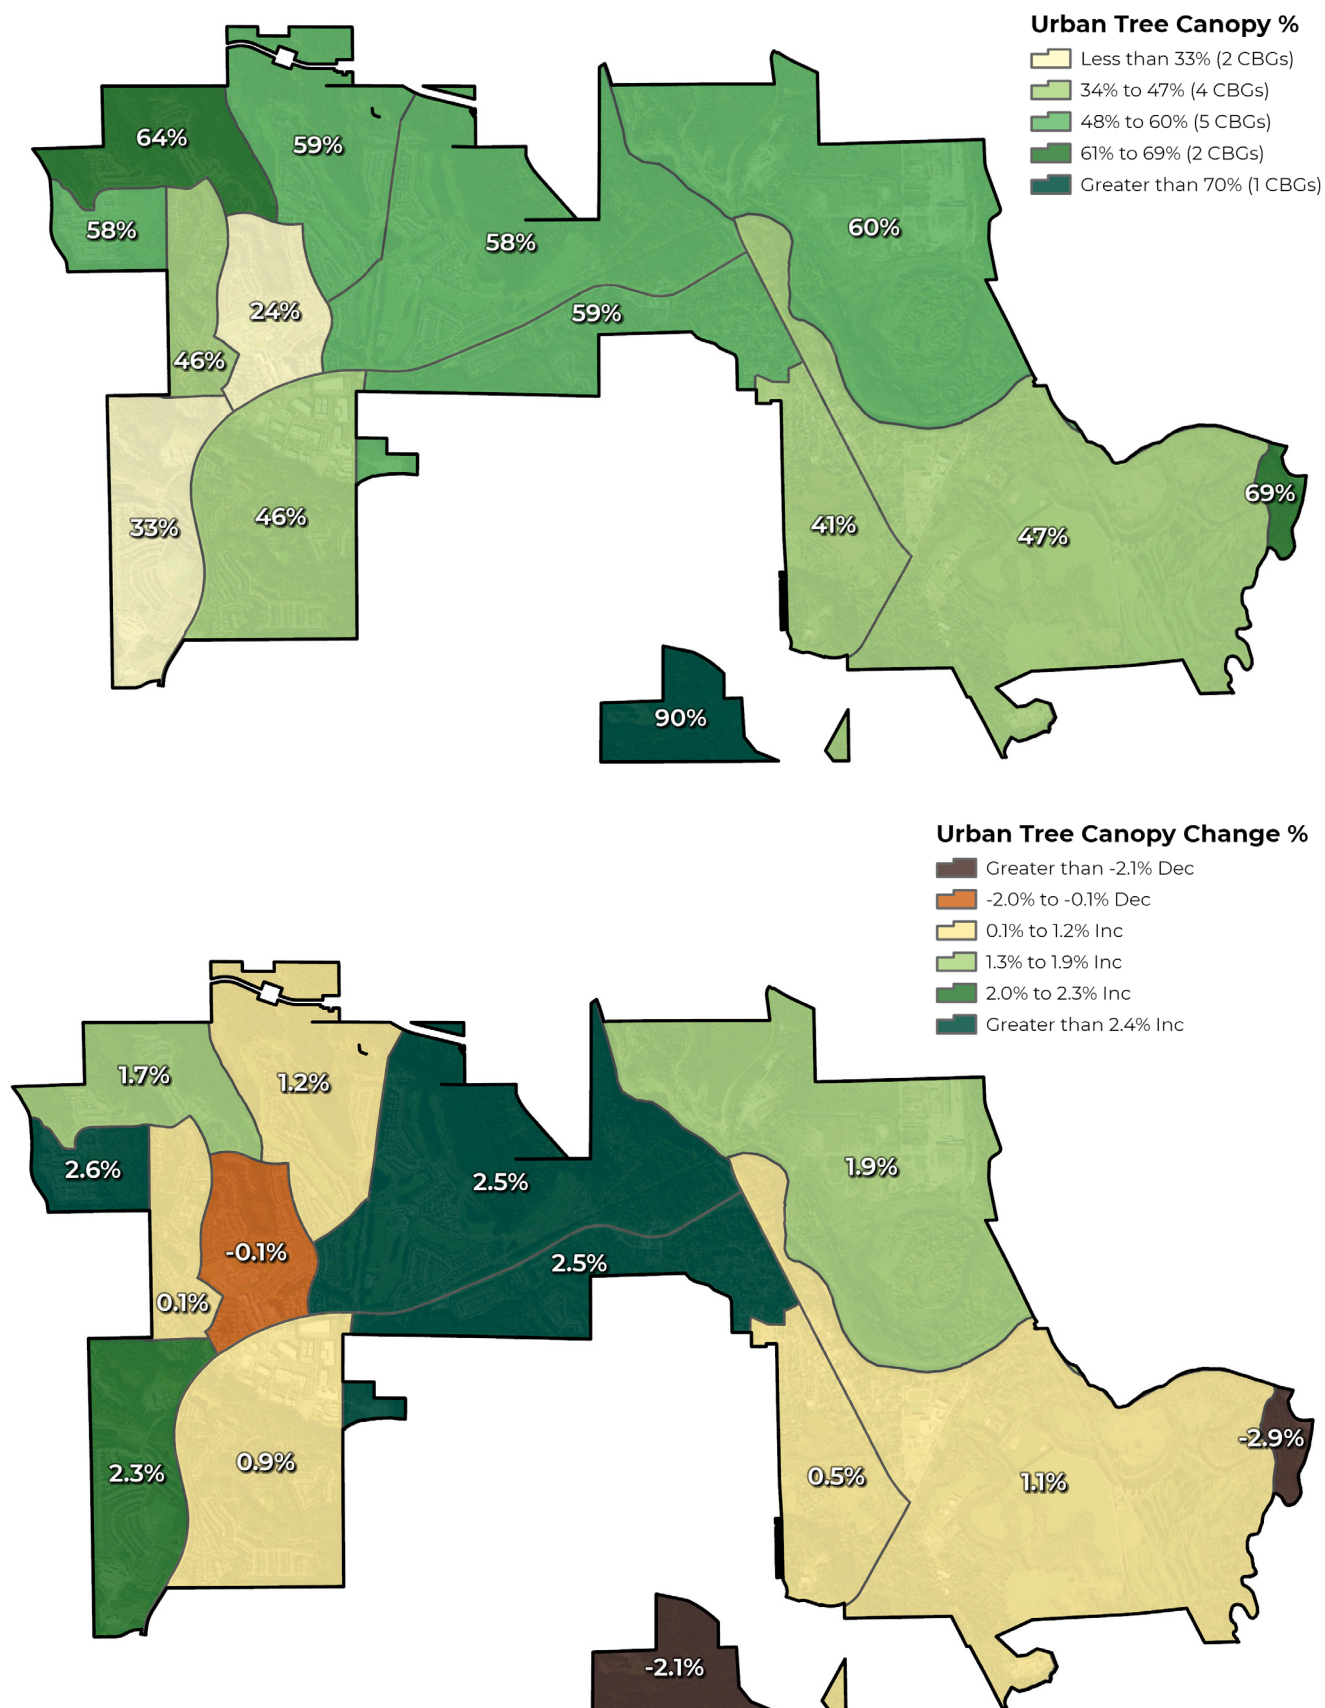 Urban Tree Canopy %
Less than 33% (2 CBGs)
34% to 47% (4 CBGs)
48% to 60% (5 CBGs)
61% to 69% (2 CBGs)
Greater than 70% (1 CBGs)
64%
59%
58%
58%
60%
24%
59%
46%
69%
46%
33%
41%
47%
90%
Urban Tree Canopy Change %
Greater than -2.1% Dec
-2.0% to -0.1% Dec
0.1% to 1.2% Inc
1.3% to 1.9% Inc
2.0% to 2.3% Inc
Greater than 2.4% Inc
1.7%
1.2%
2.6%
2.5%
1.9%
-0.1%
2.5%
0.1%
-2.9%
2.3%
0.9%
0.5%
1.1%
-2.1%